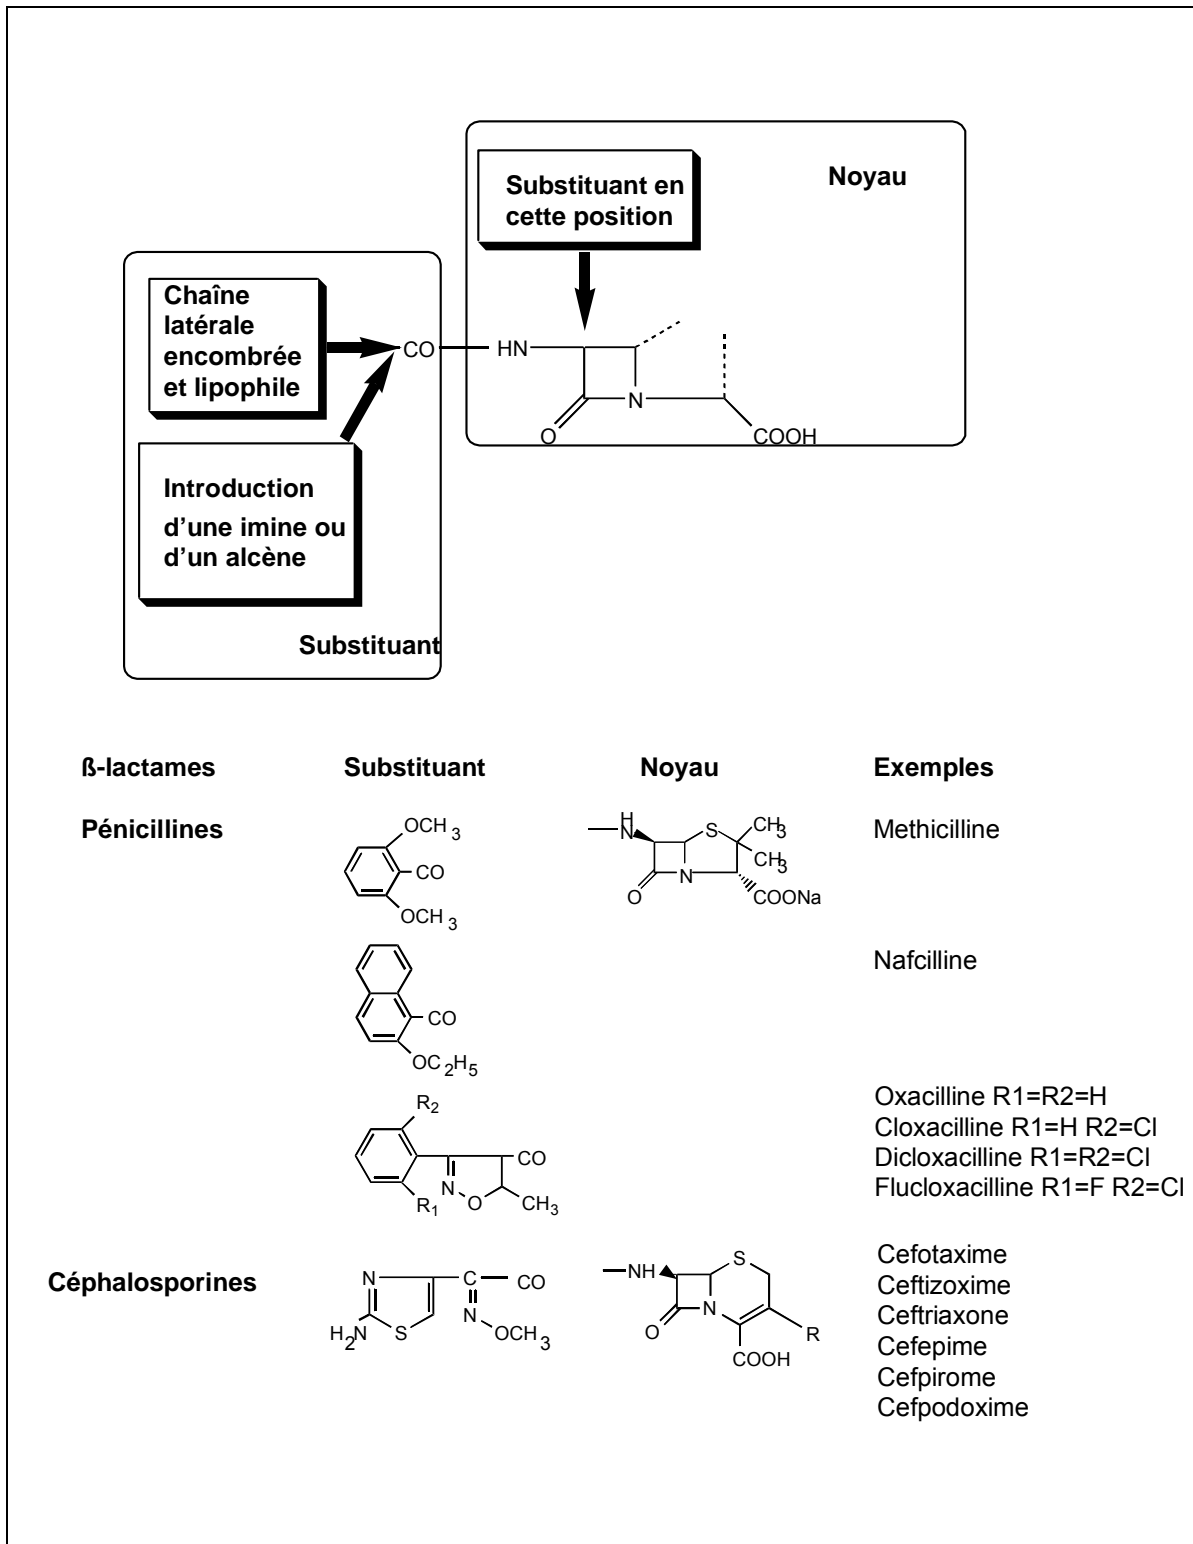 Noyau
Substituant en
cette position
Chaîne
latérale
encombrée
et lipophile
CO
HN
N
O
COOH
Introduction
d'une imine ou
d'un alcène
Substituant
ß-lactames Substituant Noyau Exemples
Pénicillines
OCH3
CO
OCH3
H
N
S
CH3
CH3
N
O
COONa
Methicilline
CO
OC2H5
Nafcilline
R2
CO
N
O
CH3
R1
Oxacilline R1=R2=H
Cloxacilline R1=H R2=Cl
Dicloxacilline R1=R2=Cl
Flucloxacilline R1=F R2=Cl
Céphalosporines
N
C
CO
N
OCH3
S
H2N
NH
S
N
O
R
COOH
Cefotaxime
Ceftizoxime
Ceftriaxone
Cefepime
Cefpirome
Cefpodoxime